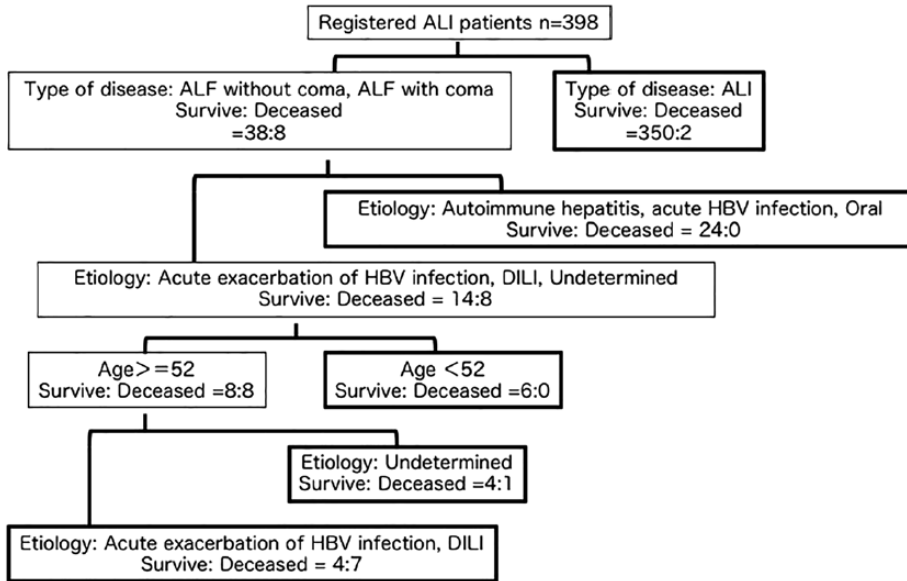 Registered ALI patients n=398
Type of disease: ALF without coma, ALF with coma
Survive: Deceased
=38:8
Type of disease: ALI
Survive: Deceased
=350:2
Etiology: Autoimmune hepatitis, acute HBV infection, Oral
Survive: Deceased = 24:0
Etiology: Acute exacerbation of HBV infection, DILI, Undetermined
Survive: Deceased = 14:8
Age>=52
Survive: Deceased =8:8
Age <52
Survive: Deceased =6:0
Etiology: Undetermined
Survive: Deceased =4:1
Etiology: Acute exacerbation of HBV infection, DILI
Survive: Deceased = 4:7